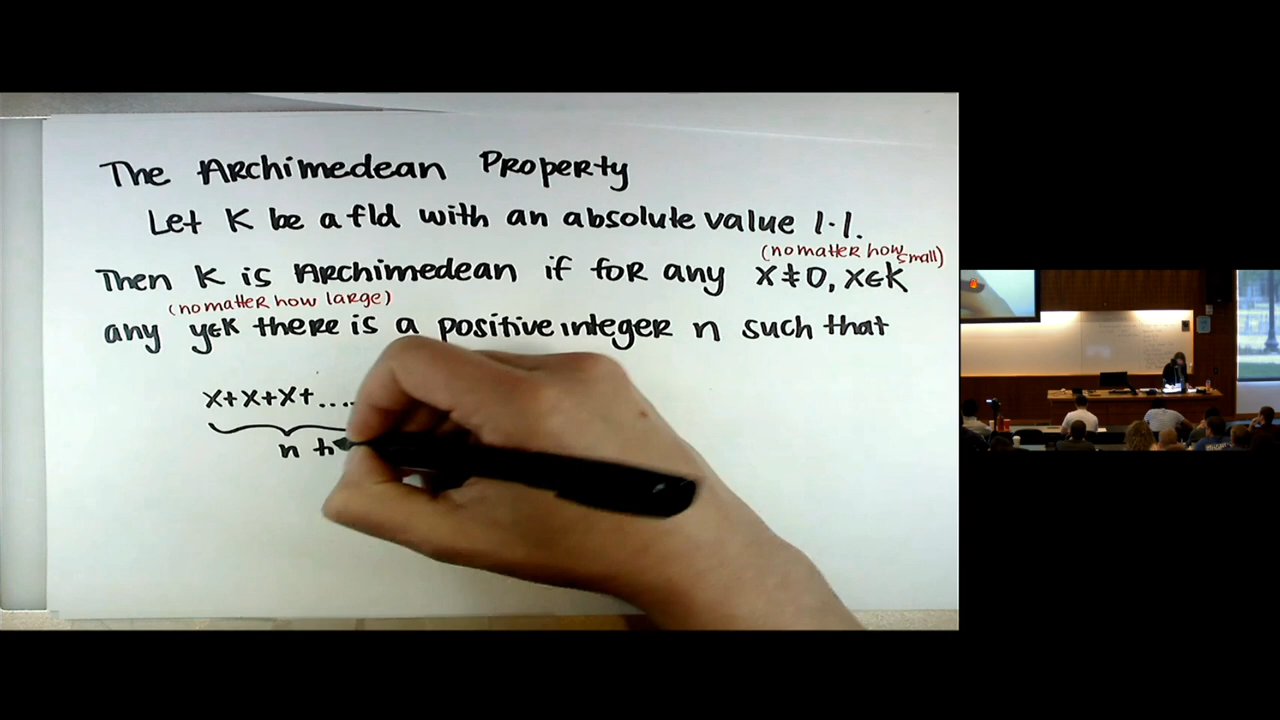 The Archimedean Property
Let K be a fld with an absolute value |·|.
(no matter how small)
Then K is Archimedean if for any x≠0, x∈K
(no matter how large)
any y∈K there is a positive integer n such that
x+x+x+....
n